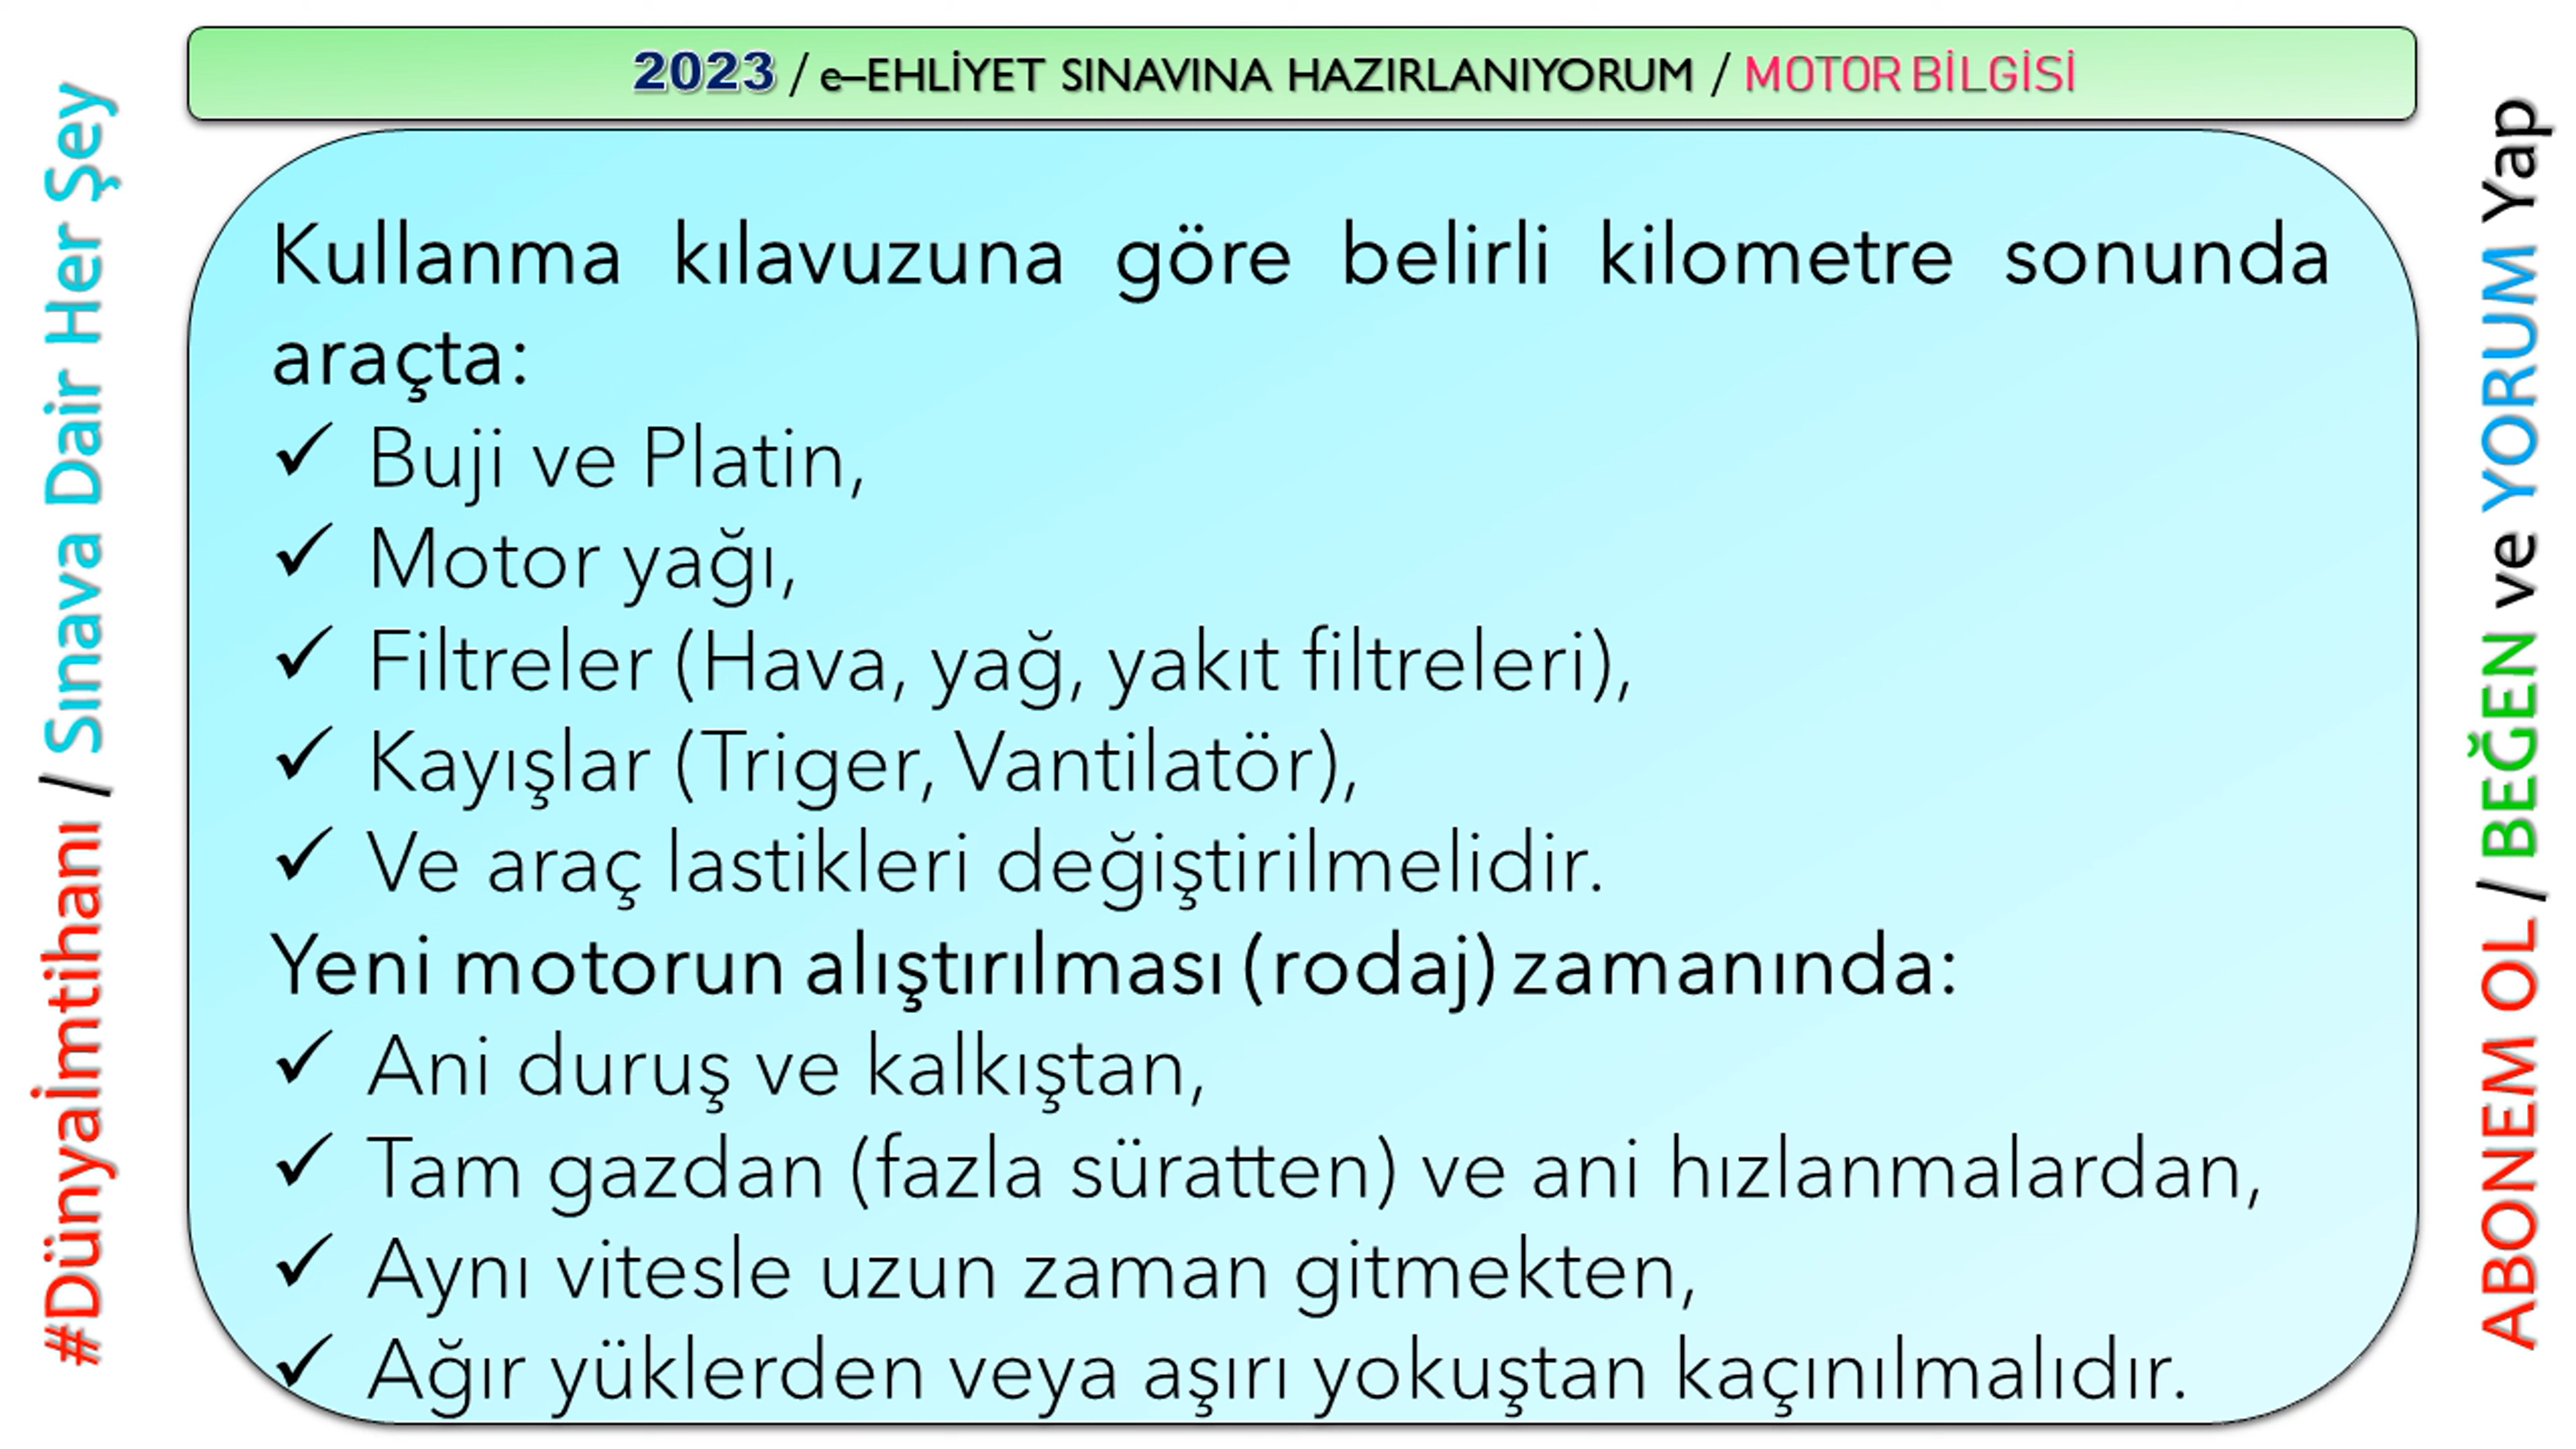 2023 / e–EHLİYET SINAVINA HAZIRLANIYORUM / MOTOR BİLGİSİ
#Dünyaİmtihanı / Sınava Dair Her Şey
Kullanma kılavuzuna göre belirli kilometre sonunda
araçta:
✓ Buji ve Platin,
✓ Motor yağı,
✓ Filtreler (Hava, yağ, yakıt filtreleri),
✓ Kayışlar (Triger, Vantilatör),
✓ Ve araç lastikleri değiştirilmelidir.
Yeni motorun alıştırılması (rodaj) zamanında:
✓ Ani duruş ve kalkıştan,
✓ Tam gazdan (fazla süratten) ve ani hızlanmalardan,
✓ Aynı vitesle uzun zaman gitmekten,
✓ Ağır yüklerden veya aşırı yokuştan kaçınılmalıdır.
ABONEM OL / BEĞEN ve YORUM Yap